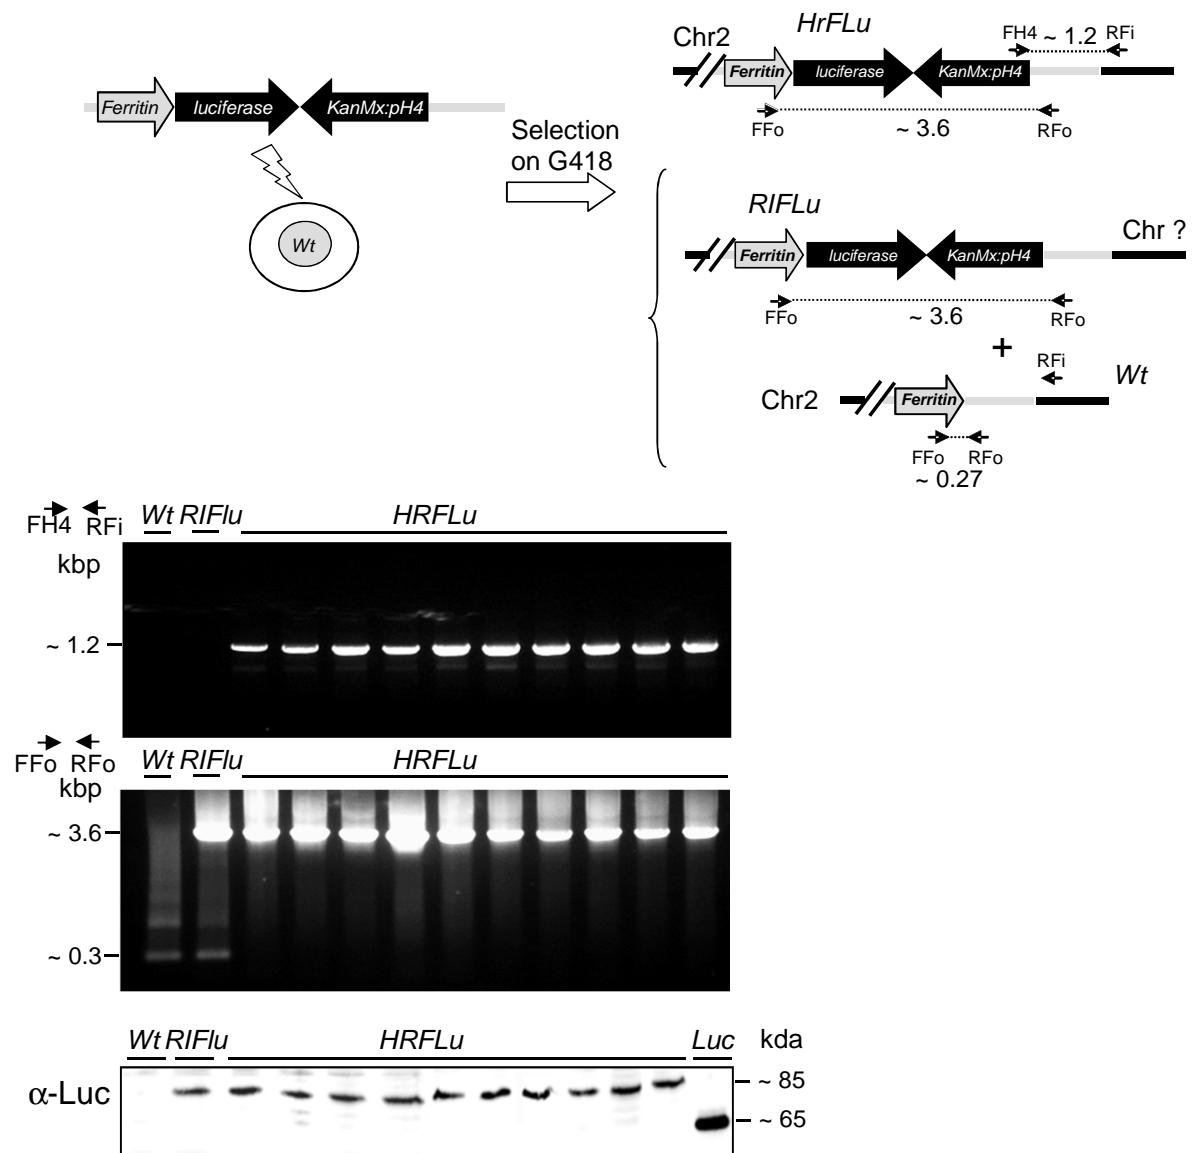 HrFLu
Chr2
FH4 ~ 1.2 RFi
Ferritin luciferase KanMx:pH4
FFo ~ 3.6 RFo
Ferritin luciferase KanMx:pH4
Selection
on G418
Wt
RIFLu
Chr ?
Ferritin luciferase KanMx:pH4
FFo ~ 3.6 RFo
+
RFi
Wt
Chr2 Ferritin
FFo RFo
~ 0.27
FH4 RFi
Wt RIFlu HRFLu
kbp
~ 1.2
FFo RFo
Wt RIFlu HRFLu
kbp
~ 3.6
~ 0.3
Wt RIFlu HRFLu Luc kda
α-Luc
~ 85
~ 65